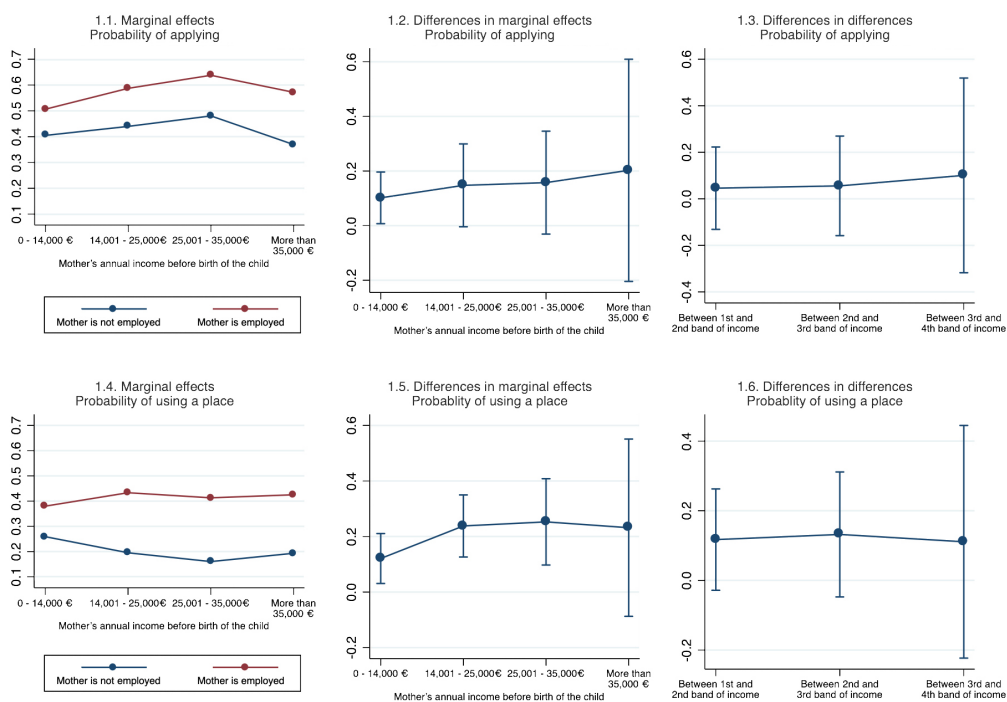 1.1. Marginal effects
Probability of applying
0.7
0.6
0.5
0.4
0.3
0.2
0.1
0 - 14,000 €
14,001 - 25,000€
25,001 - 35,000€
More than
35,000 €
Mother's annual income before birth of the child
Mother is not employed
Mother is employed
1.2. Differences in marginal effects
Probability of applying
0.6
0.4
0.2
0.0
-0.2
0 - 14,000 €
14,001 - 25,000€
25,001 - 35,000€
More than
35,000 €
Mother's annual income before birth of the child
1.3. Differences in differences
Probability of applying
0.6
0.4
0.2
0.0
-0.2
-0.4
Between 1st and
2nd band of income
Between 2nd and
3rd band of income
Between 3rd and
4th band of income
1.4. Marginal effects
Probability of using a place
0.7
0.6
0.5
0.4
0.3
0.2
0.1
0 - 14,000 €
14,001 - 25,000€
25,001 - 35,000€
More than
35,000 €
Mother's annual income before birth of the child
Mother is not employed
Mother is employed
1.5. Differences in marginal effects
Probablity of using a place
0.6
0.4
0.2
0.0
-0.2
0 - 14,000 €
14,001 - 25,000€
25,001 - 35,000€
More than
35,000 €
Mother's annual income before birth of the child
1.6. Differences in differences
Probablity of using a place
0.4
0.2
0.0
-0.2
Between 1st and
2nd band of income
Between 2nd and
3rd band of income
Between 3rd and
4th band of income